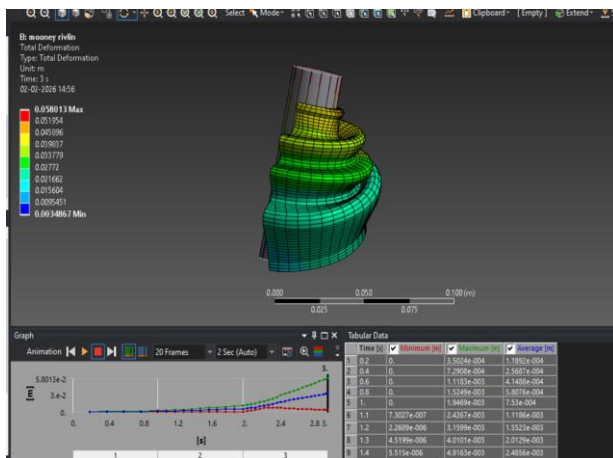 Select Mode Clipboard [ Empty ] Extend
B: mooney rivlin
Total Deformation
Type: Total Deformation
Unit: m
Time: 3 s
02-02-2026 14:56
0.058013 Max
0.051954
0.045896
0.039837
0.033779
0.02772
0.021662
0.015604
0.0095451
0.0034867 Min
0.000 0.050 0.100 (m)
0.025 0.075
Graph
Animation 20 Frames 2 Sec (Auto)
3.
5.8013e-2
3.e-2
0.
[m]
0. 0.4 0.8 1.2 1.6 2. 2.4 2.8 3.
[s]
1 2 3
Tabular Data
Time [s] Minimum [m] Maximum [m] Average [m]
1 0.2 0. 3.5024e-004 1.1892e-004
2 0.4 0. 7.2908e-004 2.5687e-004
3 0.6 0. 1.1183e-003 4.1488e-004
4 0.8 0. 1.5249e-003 5.8076e-004
5 1. 0. 1.9469e-003 7.53e-004
6 1.1 7.3027e-007 2.4267e-003 1.1186e-003
7 1.2 2.2609e-006 3.1599e-003 1.5523e-003
8 1.3 4.5199e-006 4.0101e-003 2.0129e-003
9 1.4 5.515e-006 4.9163e-003 2.4856e-003